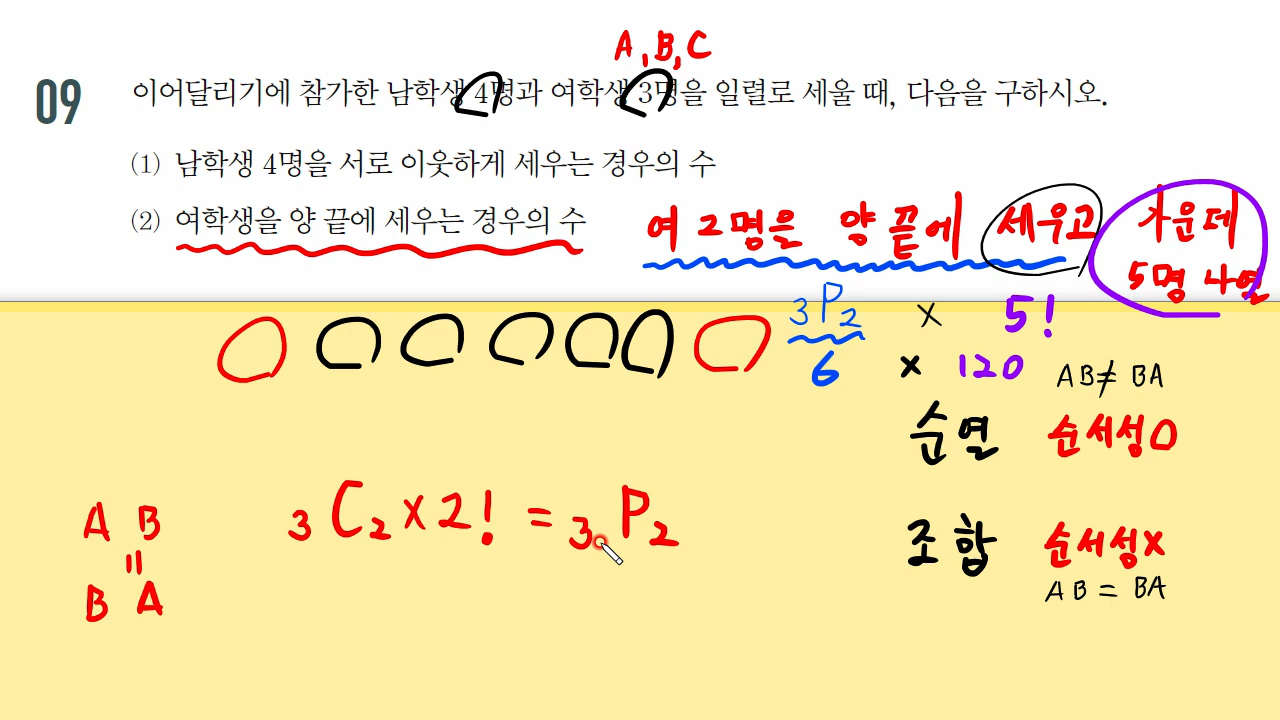 A, B, C
09 이어달리기에 참가한 남학생 4명과 여학생 3명을 일렬로 세울 때, 다음을 구하시오.
(1) 남학생 4명을 서로 이웃하게 세우는 경우의 수
(2) 여학생을 양 끝에 세우는 경우의 수
여 2명을 양 끝에 세우고 가운데
5명 나열
₃P₂ × 5!
6 × 120
AB ≠ BA
순열 순서성O
A B
||
B A
₃C₂ × 2! = ₃P₂
조합 순서성X
AB = BA